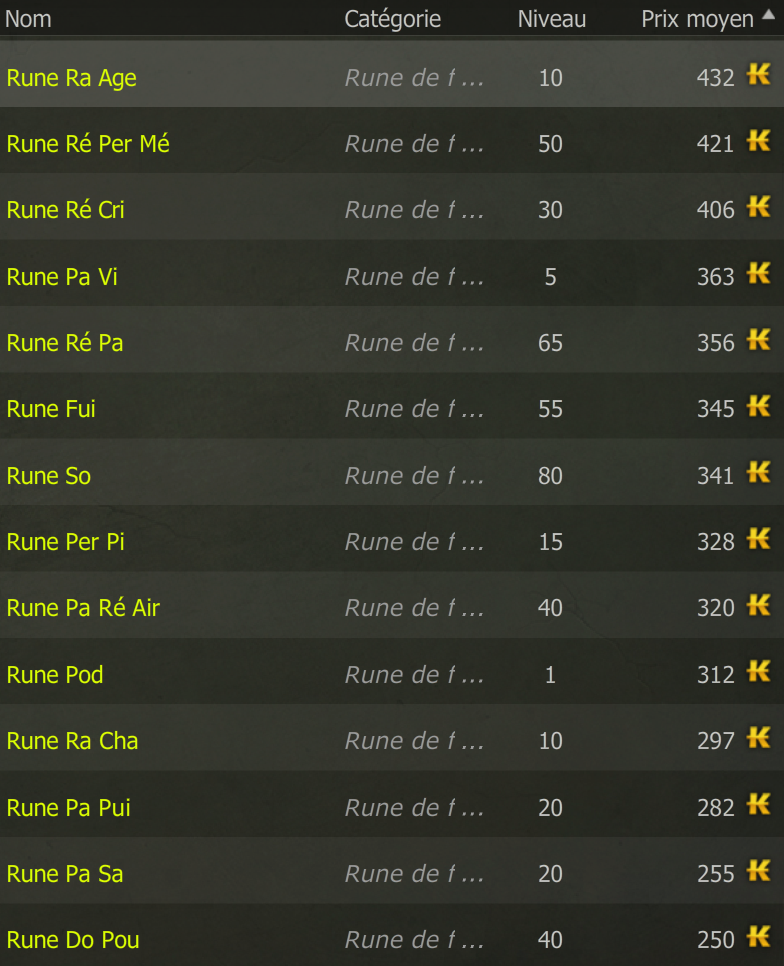 Nom Catégorie Niveau Prix moyen
Rune Ra Age Rune de f ... 10 432
Rune Ré Per Mé Rune de f ... 50 421
Rune Ré Cri Rune de f ... 30 406
Rune Pa Vi Rune de f ... 5 363
Rune Ré Pa Rune de f ... 65 356
Rune Fui Rune de f ... 55 345
Rune So Rune de f ... 80 341
Rune Per Pi Rune de f ... 15 328
Rune Pa Ré Air Rune de f ... 40 320
Rune Pod Rune de f ... 1 312
Rune Ra Cha Rune de f ... 10 297
Rune Pa Pui Rune de f ... 20 282
Rune Pa Sa Rune de f ... 20 255
Rune Do Pou Rune de f ... 40 250